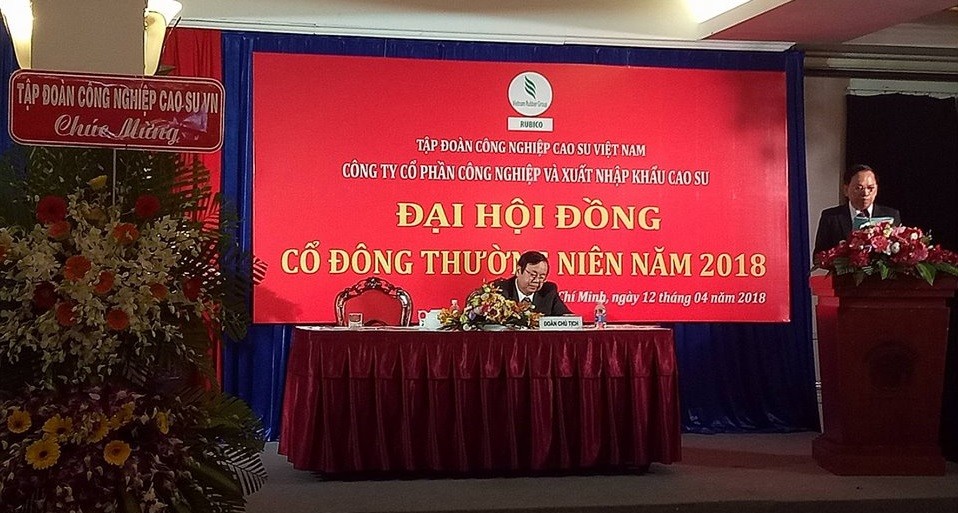 TẬP ĐOÀN CÔNG NGHIỆP CAO SU VN
Chúc Mừng
Vietnam Rubber Group
RUBICO
TẬP ĐOÀN CÔNG NGHIỆP CAO SU VIỆT NAM
CÔNG TY CỔ PHẦN CÔNG NGHIỆP VÀ XUẤT NHẬP KHẨU CAO SU
ĐẠI HỘI ĐỒNG
CỔ ĐÔNG THƯỜNG NIÊN NĂM 2018
Chí Minh, ngày 12 tháng 04 năm 2018
ĐOÀN CHỦ TỊCH